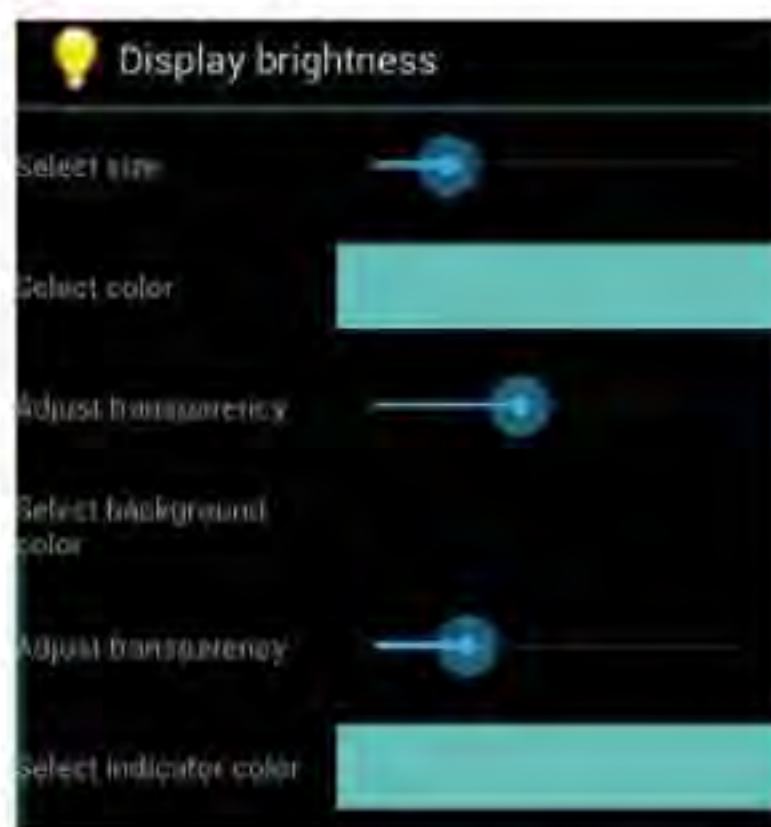 Display brightness
Select size
Select color
Adjust transparency
Select background
color
Adjust transparency
Select indicator color